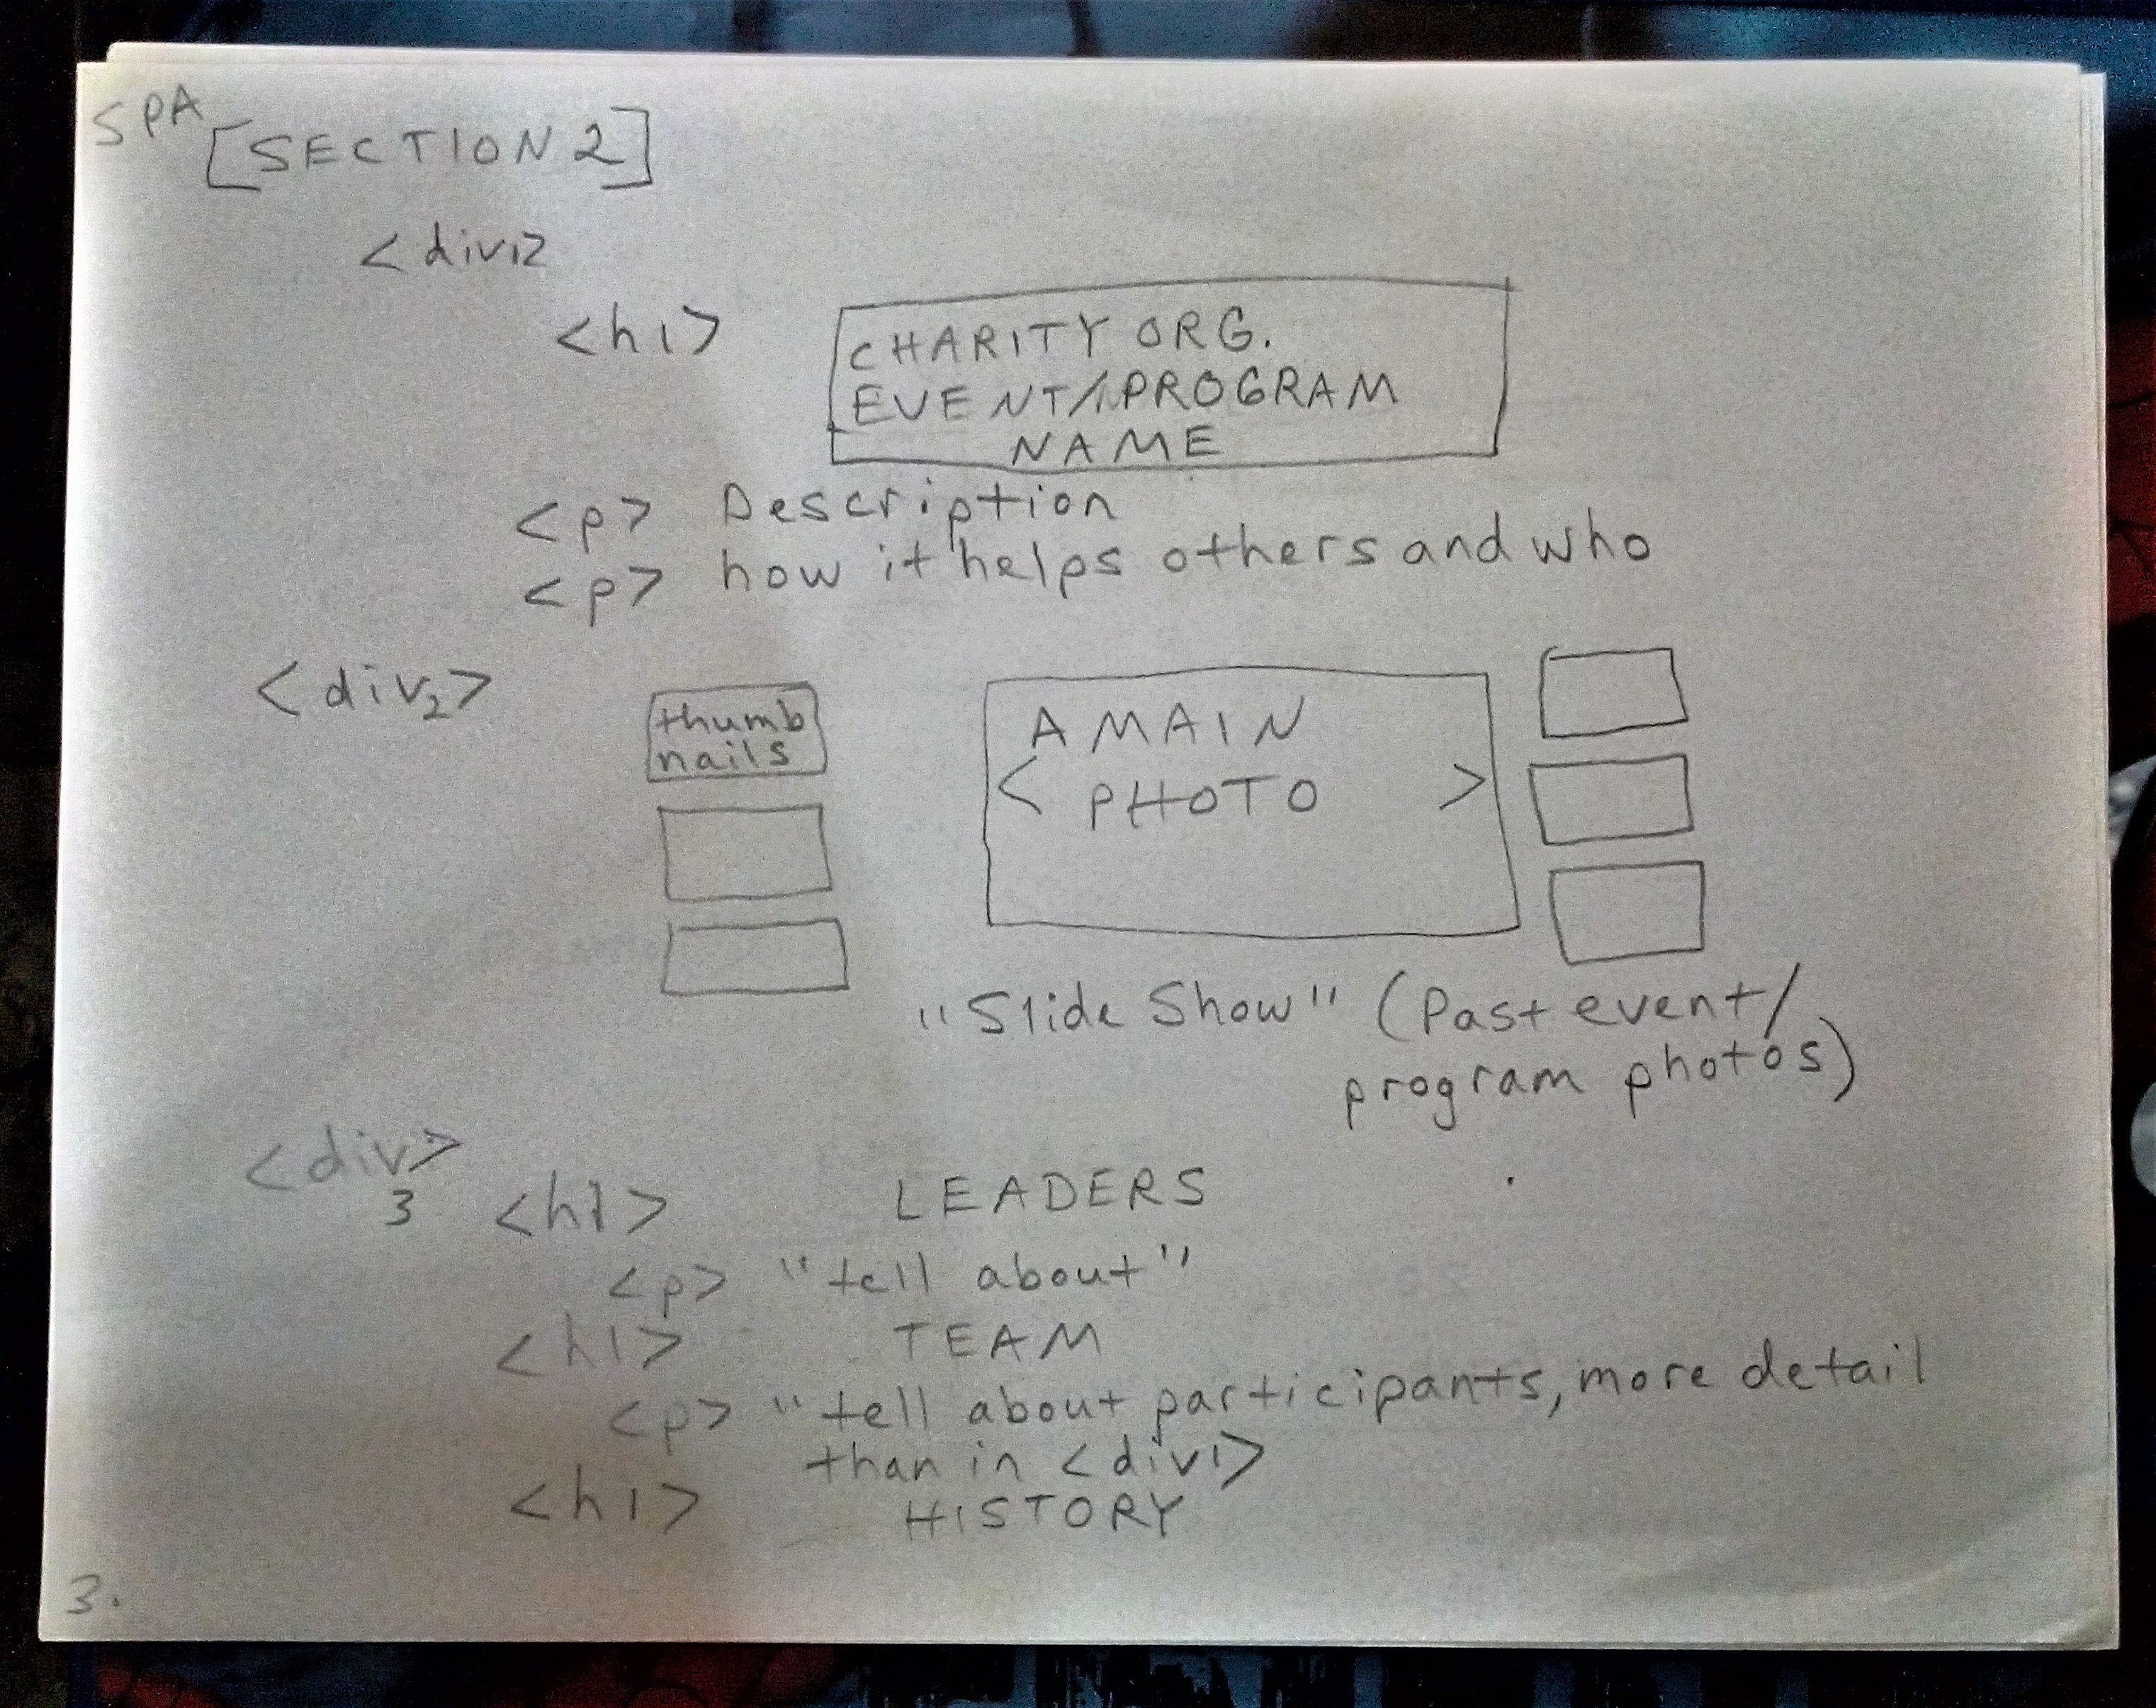 SPA
[SECTION 2]
<div1>
<h1>
CHARITY ORG.
EVENT/PROGRAM
NAME
<p> Description
<p> how it helps others and who
<div2>
thumb
nails
A MAIN
< PHOTO >
"Slide Show" (Past event/
program photos)
<div>
3
<h1> LEADERS
<p> "tell about"
<h1> TEAM
<p> "tell about participants, more detail
than in <div1>
<h1> HISTORY
3.